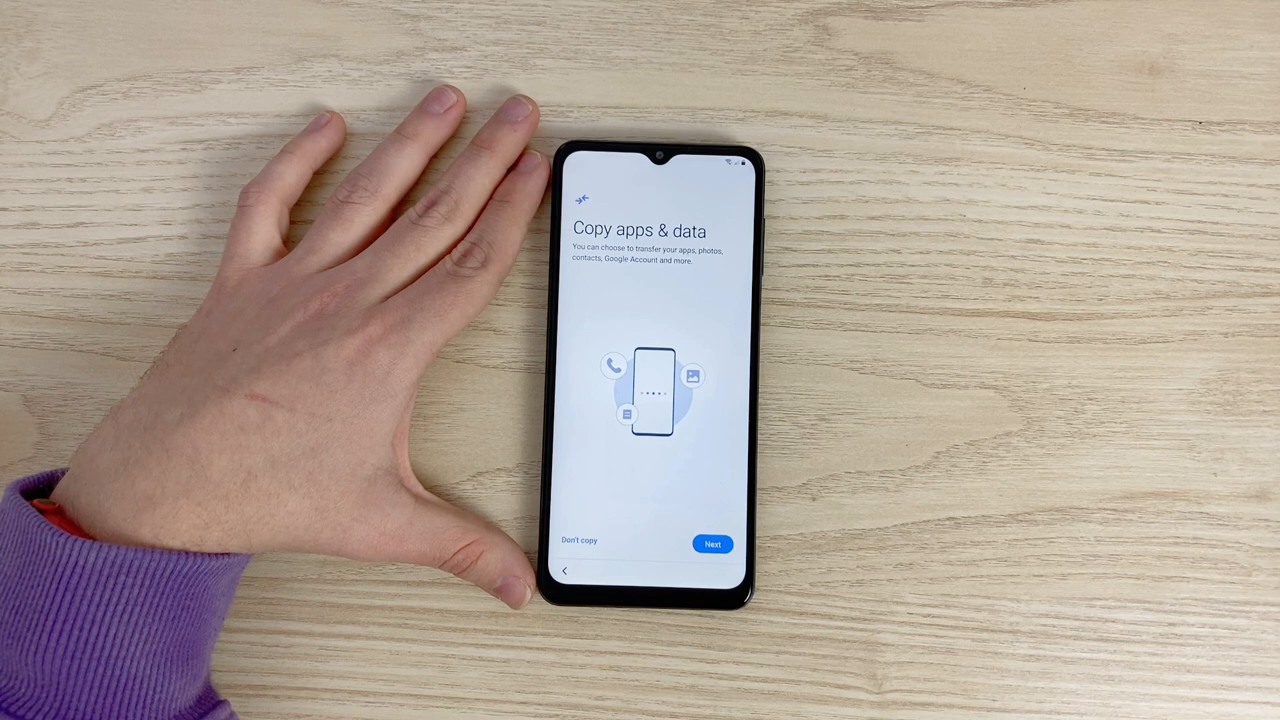 Copy apps & data
You can choose to transfer your apps, photos,
contacts, Google Account and more.
Don't copy
Next